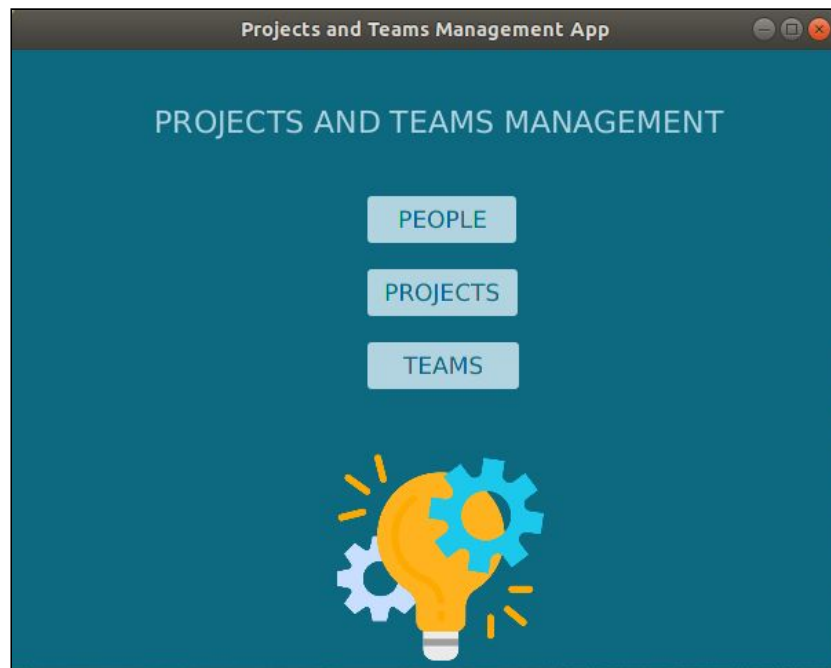 Projects and Teams Management App
PROJECTS AND TEAMS MANAGEMENT
PEOPLE
PROJECTS
TEAMS